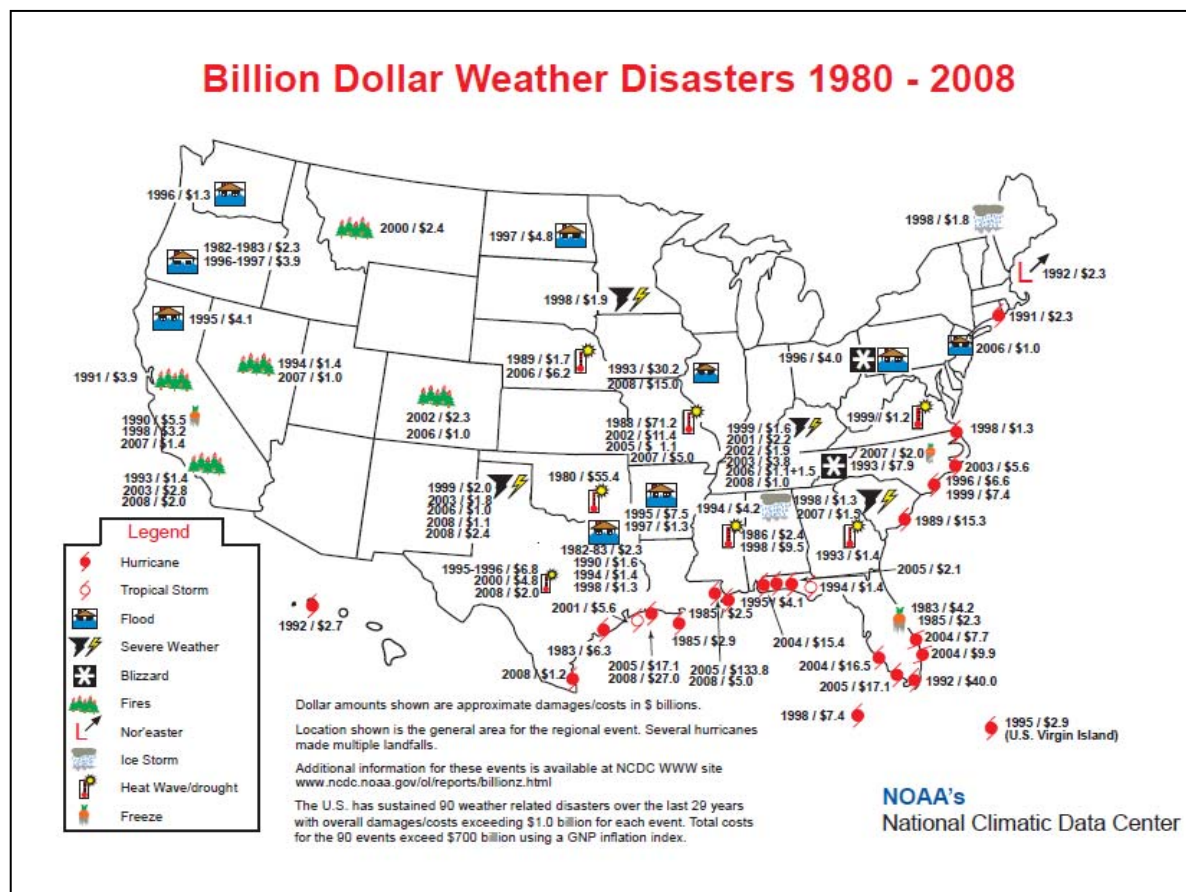 Billion Dollar Weather Disasters 1980 - 2008
1996 / $1.3
1982-1983 / $2.3
1996-1997 / $3.9
2000 / $2.4
1997 / $4.8
1998 / $1.8
1992 / $2.3
1998 / $1.9
1995 / $4.1
1991 / $2.3
1994 / $1.4
2007 / $1.0
1989 / $1.7
2006 / $6.2
1993 / $30.2
2008 / $15.0
1996 / $4.0
2006 / $1.0
1991 / $3.9
2002 / $2.3
2006 / $1.0
1990 / $5.5
1998 / $3.2
2007 / $1.4
1988 / $71.2
2002 / $11.4
2005 / $ 1.1
2007 / $5.0
1999 / $1.6
2001 / $2.2
2002 / $1.9
2003 / $3.8
2006 / $1.1+1.5
2008 / $1.0
1999// $1.2
1998 / $1.3
2007 / $2.0
1993 / $7.9
2003 / $5.6
1996 / $6.6
1999 / $7.4
1993 / $1.4
2003 / $2.8
2008 / $2.0
1999 / $2.0
2003 / $1.8
2006 / $1.0
2008 / $1.1
2008 / $2.4
1980 / $55.4
1995 / $7.5
1997 / $1.3
1994 / $4.2
1998 / $1.3
2007 / $1.5
1989 / $15.3
1986 / $2.4
1998 / $9.5
1993 / $1.4
1982-83 / $2.3
1990 / $1.6
1994 / $1.4
1998 / $1.3
1995-1996 / $6.8
2000 / $4.8
2008 / $2.0
2005 / $2.1
1994 / $1.4
1995 / $4.1
2001 / $5.6
1985 / $2.5
1983 / $4.2
1985 / $2.3
1992 / $2.7
1983 / $6.3
1985 / $2.9
2004 / $15.4
2004 / $7.7
2004 / $9.9
2008 / $1.2
2005 / $17.1
2008 / $27.0
2005 / $133.8
2008 / $5.0
2004 / $16.5
2005 / $17.1
1992 / $40.0
1998 / $7.4
1995 / $2.9
(U.S. Virgin Island)
Legend
Hurricane
Tropical Storm
Flood
Severe Weather
Blizzard
Fires
L Nor'easter
Ice Storm
Heat Wave/drought
Freeze
Dollar amounts shown are approximate damages/costs in $ billions.
Location shown is the general area for the regional event. Several hurricanes
made multiple landfalls.
Additional information for these events is available at NCDC WWW site
www.ncdc.noaa.gov/ol/reports/billionz.html
The U.S. has sustained 90 weather related disasters over the last 29 years
with overall damages/costs exceeding $1.0 billion for each event. Total costs
for the 90 events exceed $700 billion using a GNP inflation index.
NOAA's
National Climatic Data Center